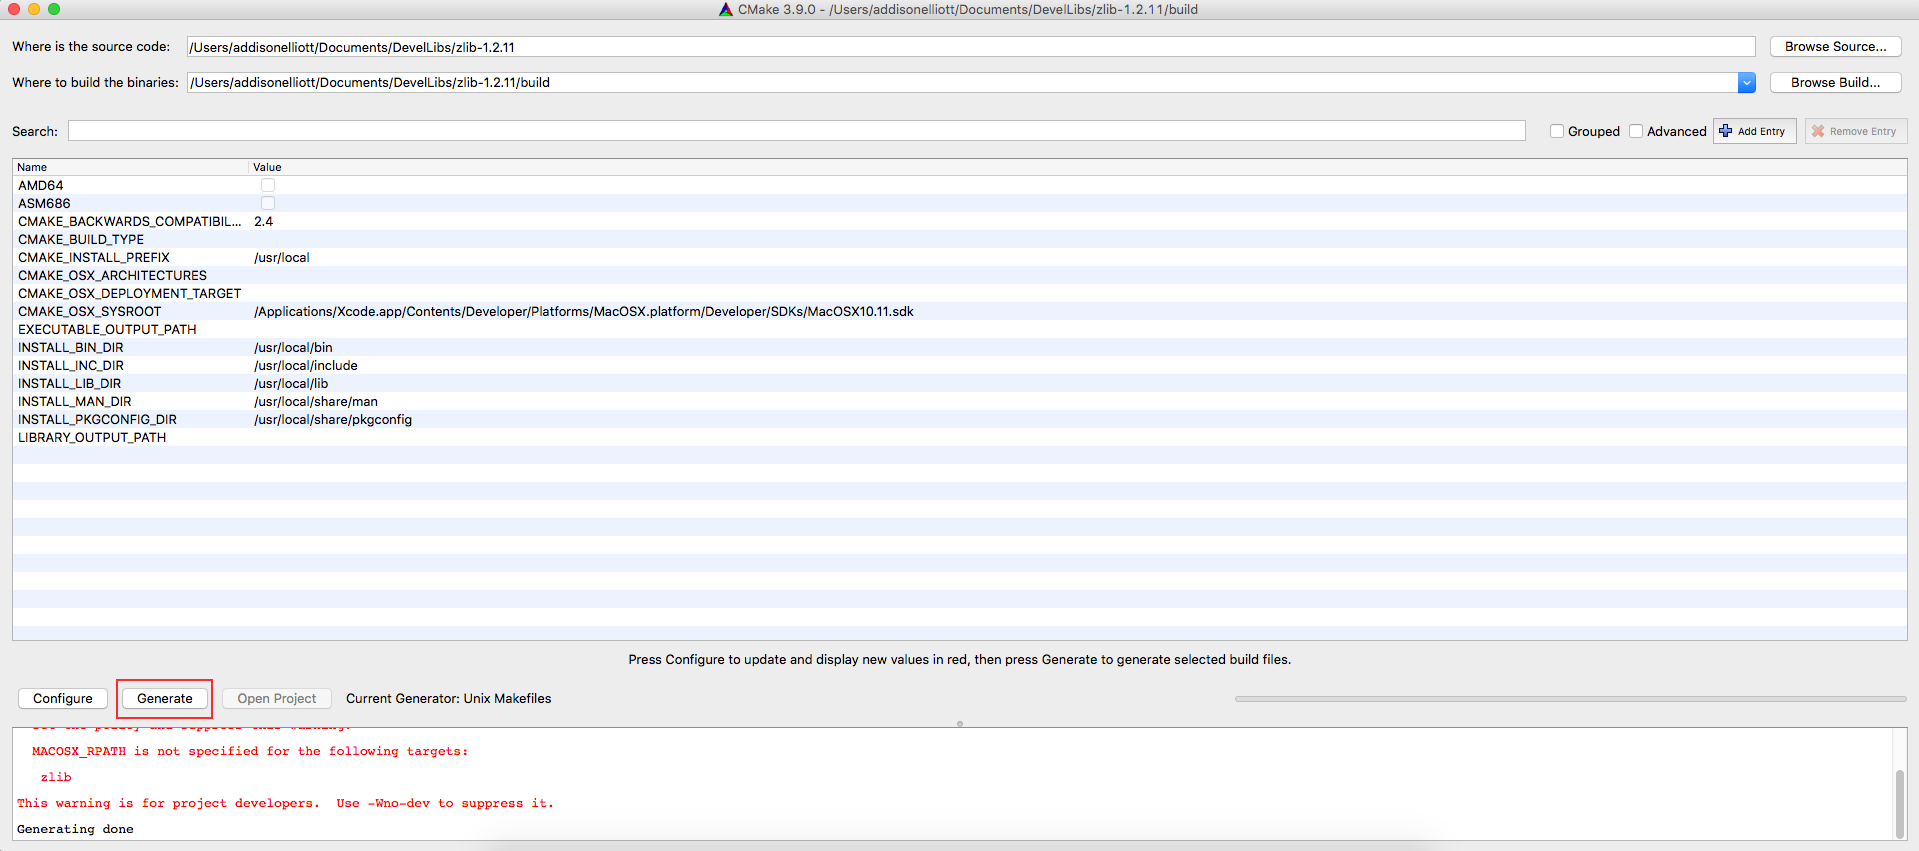 CMake 3.9.0 - /Users/addisonelliott/Documents/DevelLibs/zlib-1.2.11/build
Where is the source code: /Users/addisonelliott/Documents/DevelLibs/zlib-1.2.11 Browse Source...
Where to build the binaries: /Users/addisonelliott/Documents/DevelLibs/zlib-1.2.11/build Browse Build...
Search: Grouped Advanced Add Entry Remove Entry
Name Value
AMD64
ASM686
CMAKE_BACKWARDS_COMPATIBIL... 2.4
CMAKE_BUILD_TYPE
CMAKE_INSTALL_PREFIX /usr/local
CMAKE_OSX_ARCHITECTURES
CMAKE_OSX_DEPLOYMENT_TARGET
CMAKE_OSX_SYSROOT /Applications/Xcode.app/Contents/Developer/Platforms/MacOSX.platform/Developer/SDKs/MacOSX10.11.sdk
EXECUTABLE_OUTPUT_PATH
INSTALL_BIN_DIR /usr/local/bin
INSTALL_INC_DIR /usr/local/include
INSTALL_LIB_DIR /usr/local/lib
INSTALL_MAN_DIR /usr/local/share/man
INSTALL_PKGCONFIG_DIR /usr/local/share/pkgconfig
LIBRARY_OUTPUT_PATH
Press Configure to update and display new values in red, then press Generate to generate selected build files.
Configure Generate Open Project Current Generator: Unix Makefiles
MACOSX_RPATH is not specified for the following targets:
zlib
This warning is for project developers. Use -Wno-dev to suppress it.
Generating done